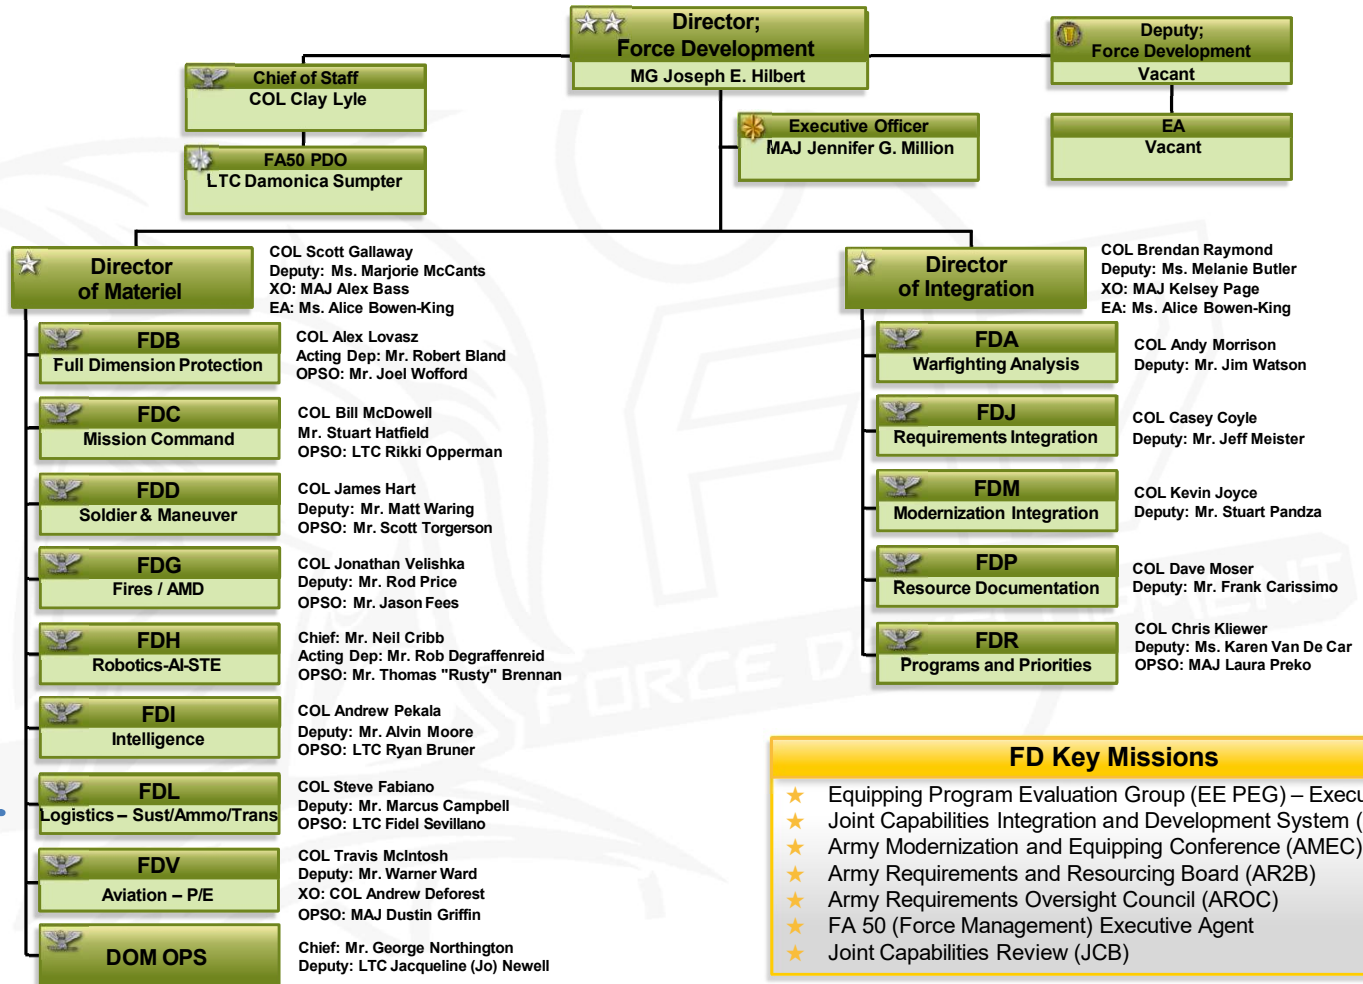 Director;
Force Development
MG Joseph E. Hilbert
Deputy;
Force Development
Vacant
Chief of Staff
COL Clay Lyle
EA
Vacant
Executive Officer
MAJ Jennifer G. Million
FA50 PDO
LTC Damonica Sumpter
Director
of Materiel
COL Scott Gallaway
Deputy: Ms. Marjorie McCants
XO: MAJ Alex Bass
EA: Ms. Alice Bowen-King
FDB
Full Dimension Protection
COL Alex Lovasz
Acting Dep: Mr. Robert Bland
OPSO: Mr. Joel Wofford
FDC
Mission Command
COL Bill McDowell
Mr. Stuart Hatfield
OPSO: LTC Rikki Opperman
FDD
Soldier & Maneuver
COL James Hart
Deputy: Mr. Matt Waring
OPSO: Mr. Scott Torgerson
FDG
Fires / AMD
COL Jonathan Velishka
Deputy: Mr. Rod Price
OPSO: Mr. Jason Fees
FDH
Robotics-AI-STE
Chief: Mr. Neil Cribb
Acting Dep: Mr. Rob Degraffenreid
OPSO: Mr. Thomas "Rusty" Brennan
FDI
Intelligence
COL Andrew Pekala
Deputy: Mr. Alvin Moore
OPSO: LTC Ryan Bruner
FDL
Logistics – Sust/Ammo/Trans
COL Steve Fabiano
Deputy: Mr. Marcus Campbell
OPSO: LTC Fidel Sevillano
FDV
Aviation – P/E
COL Travis McIntosh
Deputy: Mr. Warner Ward
XO: COL Andrew Deforest
OPSO: MAJ Dustin Griffin
DOM OPS
Chief: Mr. George Northington
Deputy: LTC Jacqueline (Jo) Newell
Director
of Integration
COL Brendan Raymond
Deputy: Ms. Melanie Butler
XO: MAJ Kelsey Page
EA: Ms. Alice Bowen-King
FDA
Warfighting Analysis
COL Andy Morrison
Deputy: Mr. Jim Watson
FDJ
Requirements Integration
COL Casey Coyle
Deputy: Mr. Jeff Meister
FDM
Modernization Integration
COL Kevin Joyce
Deputy: Mr. Stuart Pandza
FDP
Resource Documentation
COL Dave Moser
Deputy: Mr. Frank Carissimo
FDR
Programs and Priorities
COL Chris Kliewer
Deputy: Ms. Karen Van De Car
OPSO: MAJ Laura Preko
FD Key Missions
Equipping Program Evaluation Group (EE PEG) – Execu
Joint Capabilities Integration and Development System (
Army Modernization and Equipping Conference (AMEC)
Army Requirements and Resourcing Board (AR2B)
Army Requirements Oversight Council (AROC)
FA 50 (Force Management) Executive Agent
Joint Capabilities Review (JCB)